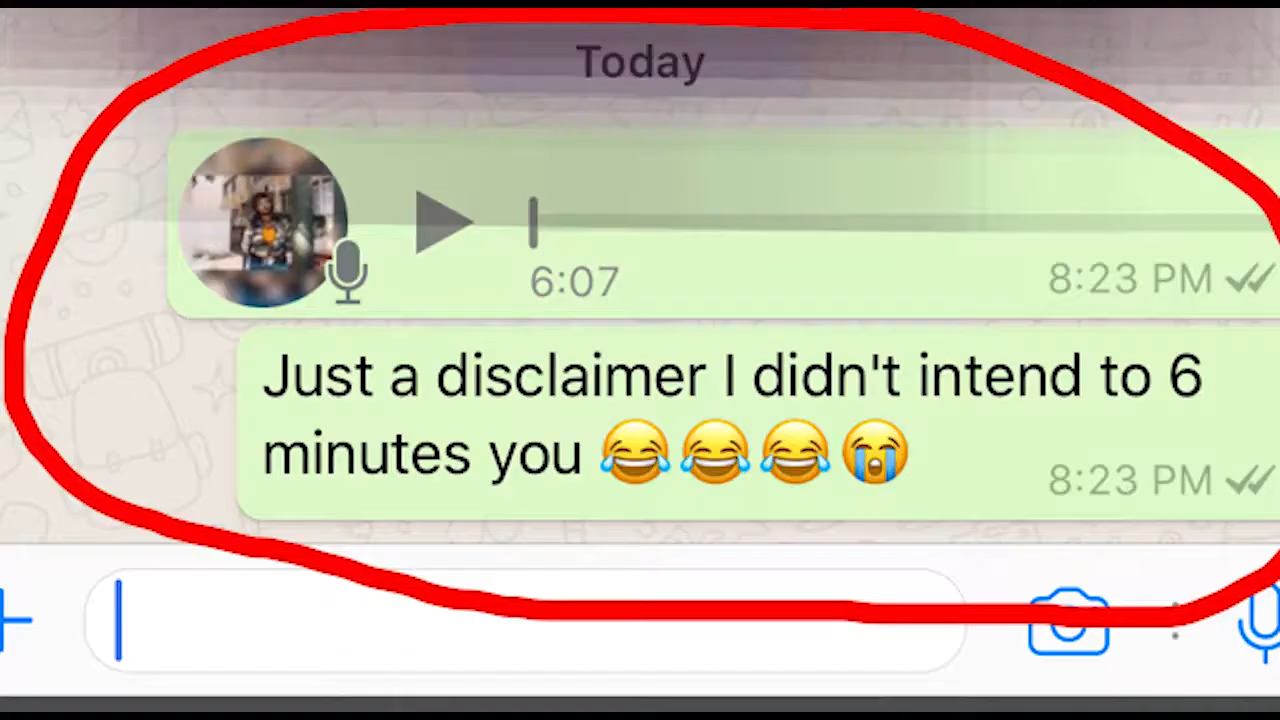 Today
6:07
8:23 PM
Just a disclaimer I didn't intend to 6
minutes you 😂😂😂😭
8:23 PM